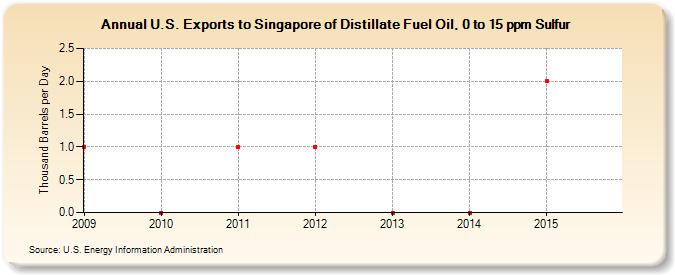 Annual U.S. Exports to Singapore of Distillate Fuel Oil, 0 to 15 ppm Sulfur
Thousand Barrels per Day
2.5
2.0
1.5
1.0
0.5
0.0
2009 2010 2011 2012 2013 2014 2015
Source: U.S. Energy Information Administration